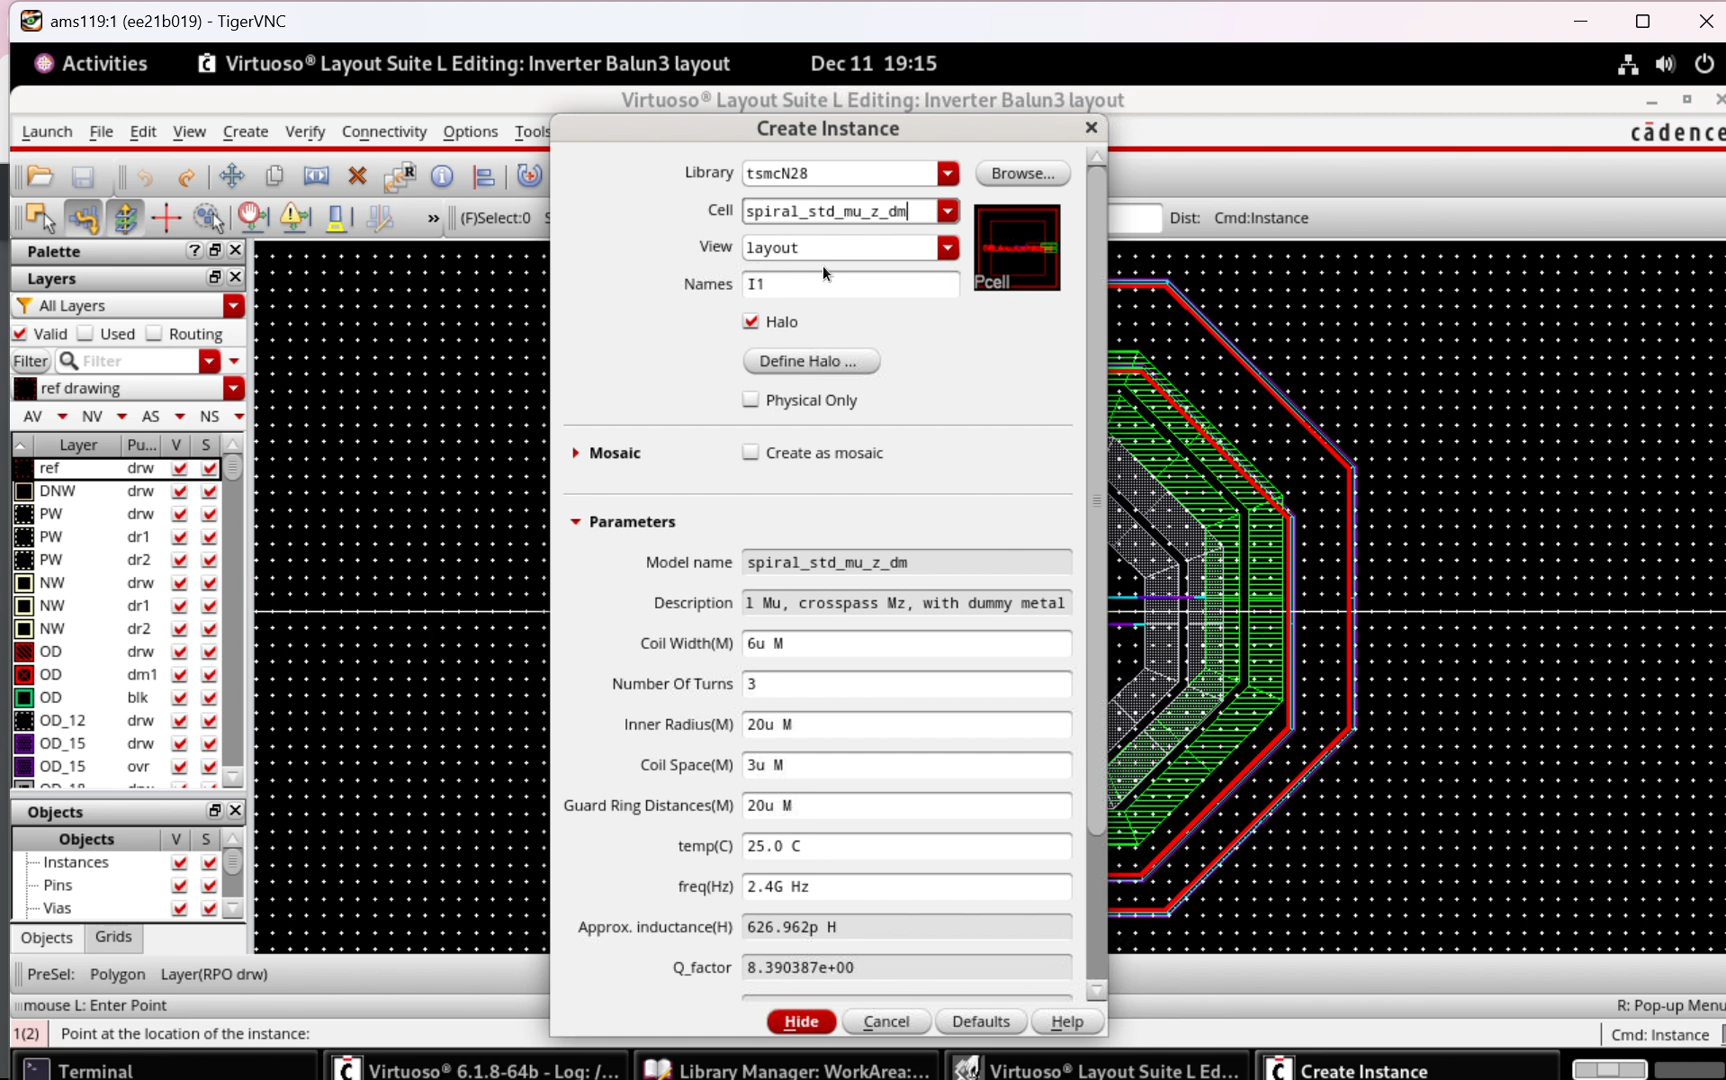 ams119:1 (ee21b019) - TigerVNC
Activities
Virtuoso® Layout Suite L Editing: Inverter Balun3 layout
Dec 11 19:15
Virtuoso® Layout Suite L Editing: Inverter Balun3 layout
Launch File Edit View Create Verify Connectivity Options Tools
cādence
Create Instance
Library tsmcN28 Browse...
Cell spiral_std_mu_z_dm
View layout
Names I1
Pcell
Halo
Define Halo ...
Physical Only
Mosaic Create as mosaic
Parameters
Model name spiral_std_mu_z_dm
Description l Mu, crosspass Mz, with dummy metal
Coil Width(M) 6u M
Number Of Turns 3
Inner Radius(M) 20u M
Coil Space(M) 3u M
Guard Ring Distances(M) 20u M
temp(C) 25.0 C
freq(Hz) 2.4G Hz
Approx. inductance(H) 626.962p H
Q_factor 8.390387e+00
Hide Cancel Defaults Help
» (F)Select:0
Dist: Cmd:Instance
Palette
Layers
All Layers
Valid Used Routing
Filter Filter
ref drawing
AV NV AS NS
Layer Pu... V S
ref drw
DNW drw
PW drw
PW dr1
PW dr2
NW drw
NW dr1
NW dr2
OD drw
OD dm1
OD blk
OD_12 drw
OD_15 drw
OD_15 ovr
Objects
Objects V S
Instances
Pins
Vias
Objects Grids
PreSel: Polygon Layer(RPO drw)
mouse L: Enter Point
R: Pop-up Menu
1(2) Point at the location of the instance:
Cmd: Instance
Terminal
Virtuoso® 6.1.8-64b - Log: /...
Library Manager: WorkArea:...
Virtuoso® Layout Suite L Ed...
Create Instance